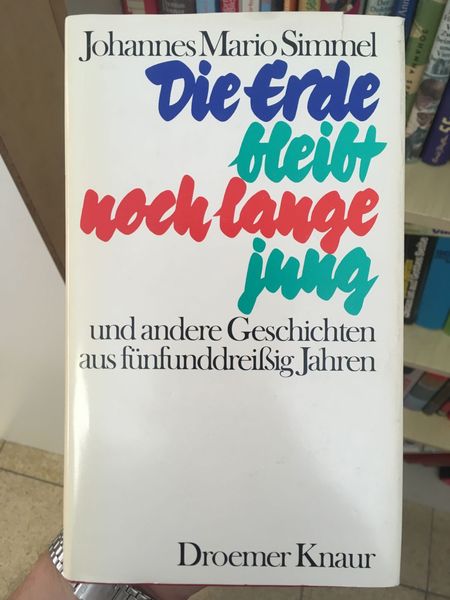 Johannes Mario Simmel
Die Erde
bleibt
noch lange
jung
und andere Geschichten
aus fünfunddreißig Jahren
Droemer Knaur